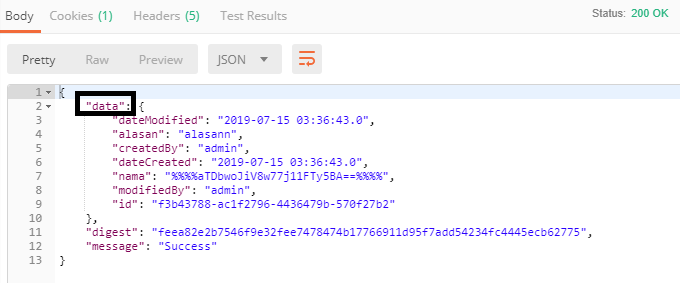 Body Cookies (1) Headers (5) Test Results Status: 200 OK
Pretty Raw Preview JSON
1 {
2 "data": {
3 "dateModified": "2019-07-15 03:36:43.0",
4 "alasan": "alasann",
5 "createdBy": "admin",
6 "dateCreated": "2019-07-15 03:36:43.0",
7 "nama": "%%%%aTDbwoJiV8w77j11FTy5BA==%%%%",
8 "modifiedBy": "admin",
9 "id": "f3b43788-ac1f2796-4436479b-570f27b2"
10 },
11 "digest": "feea82e2b7546f9e32fee7478474b17766911d95f7add54234fc4445ecb62775",
12 "message": "Success"
13 }